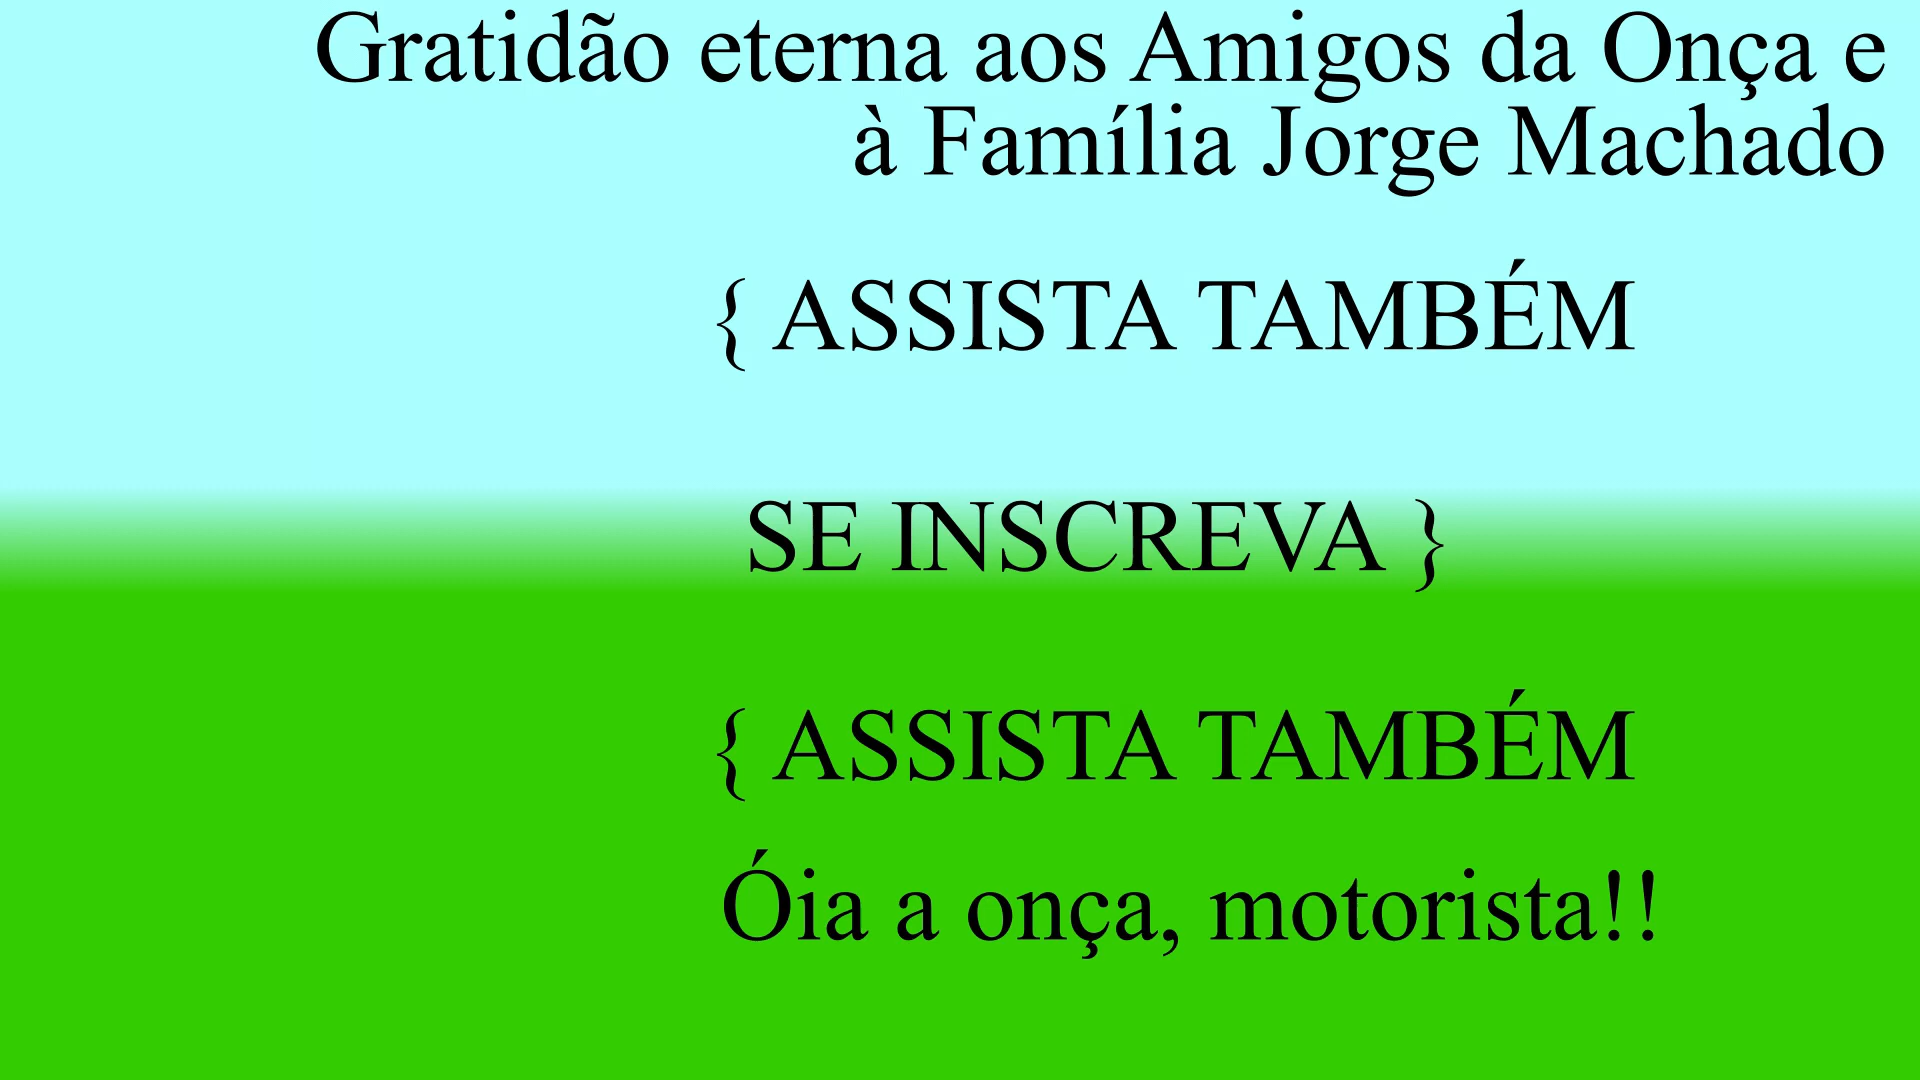 Gratidão eterna aos Amigos da Onça e
à Família Jorge Machado
{ ASSISTA TAMBÉM
SE INSCREVA }
{ ASSISTA TAMBÉM
Óia a onça, motorista!!